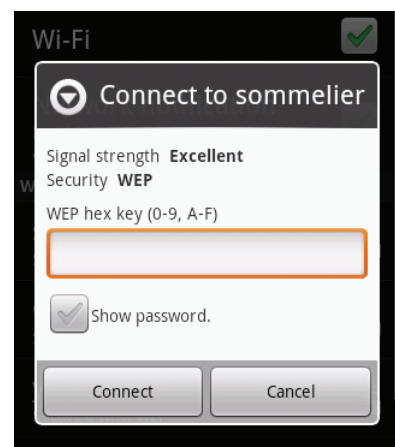 Wi-Fi
Connect to sommelier
Signal strength Excellent
Security WEP
WEP hex key (0-9, A-F)
Show password.
Connect Cancel